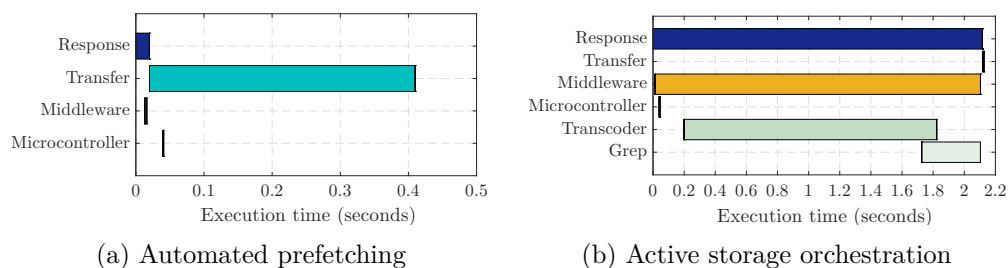 Response
Transfer
Middleware
Microcontroller
0 0.1 0.2 0.3 0.4 0.5
Execution time (seconds)
(a) Automated prefetching
Response
Transfer
Middleware
Microcontroller
Transcoder
Grep
0 0.2 0.4 0.6 0.8 1 1.2 1.4 1.6 1.8 2 2.2
Execution time (seconds)
(b) Active storage orchestration